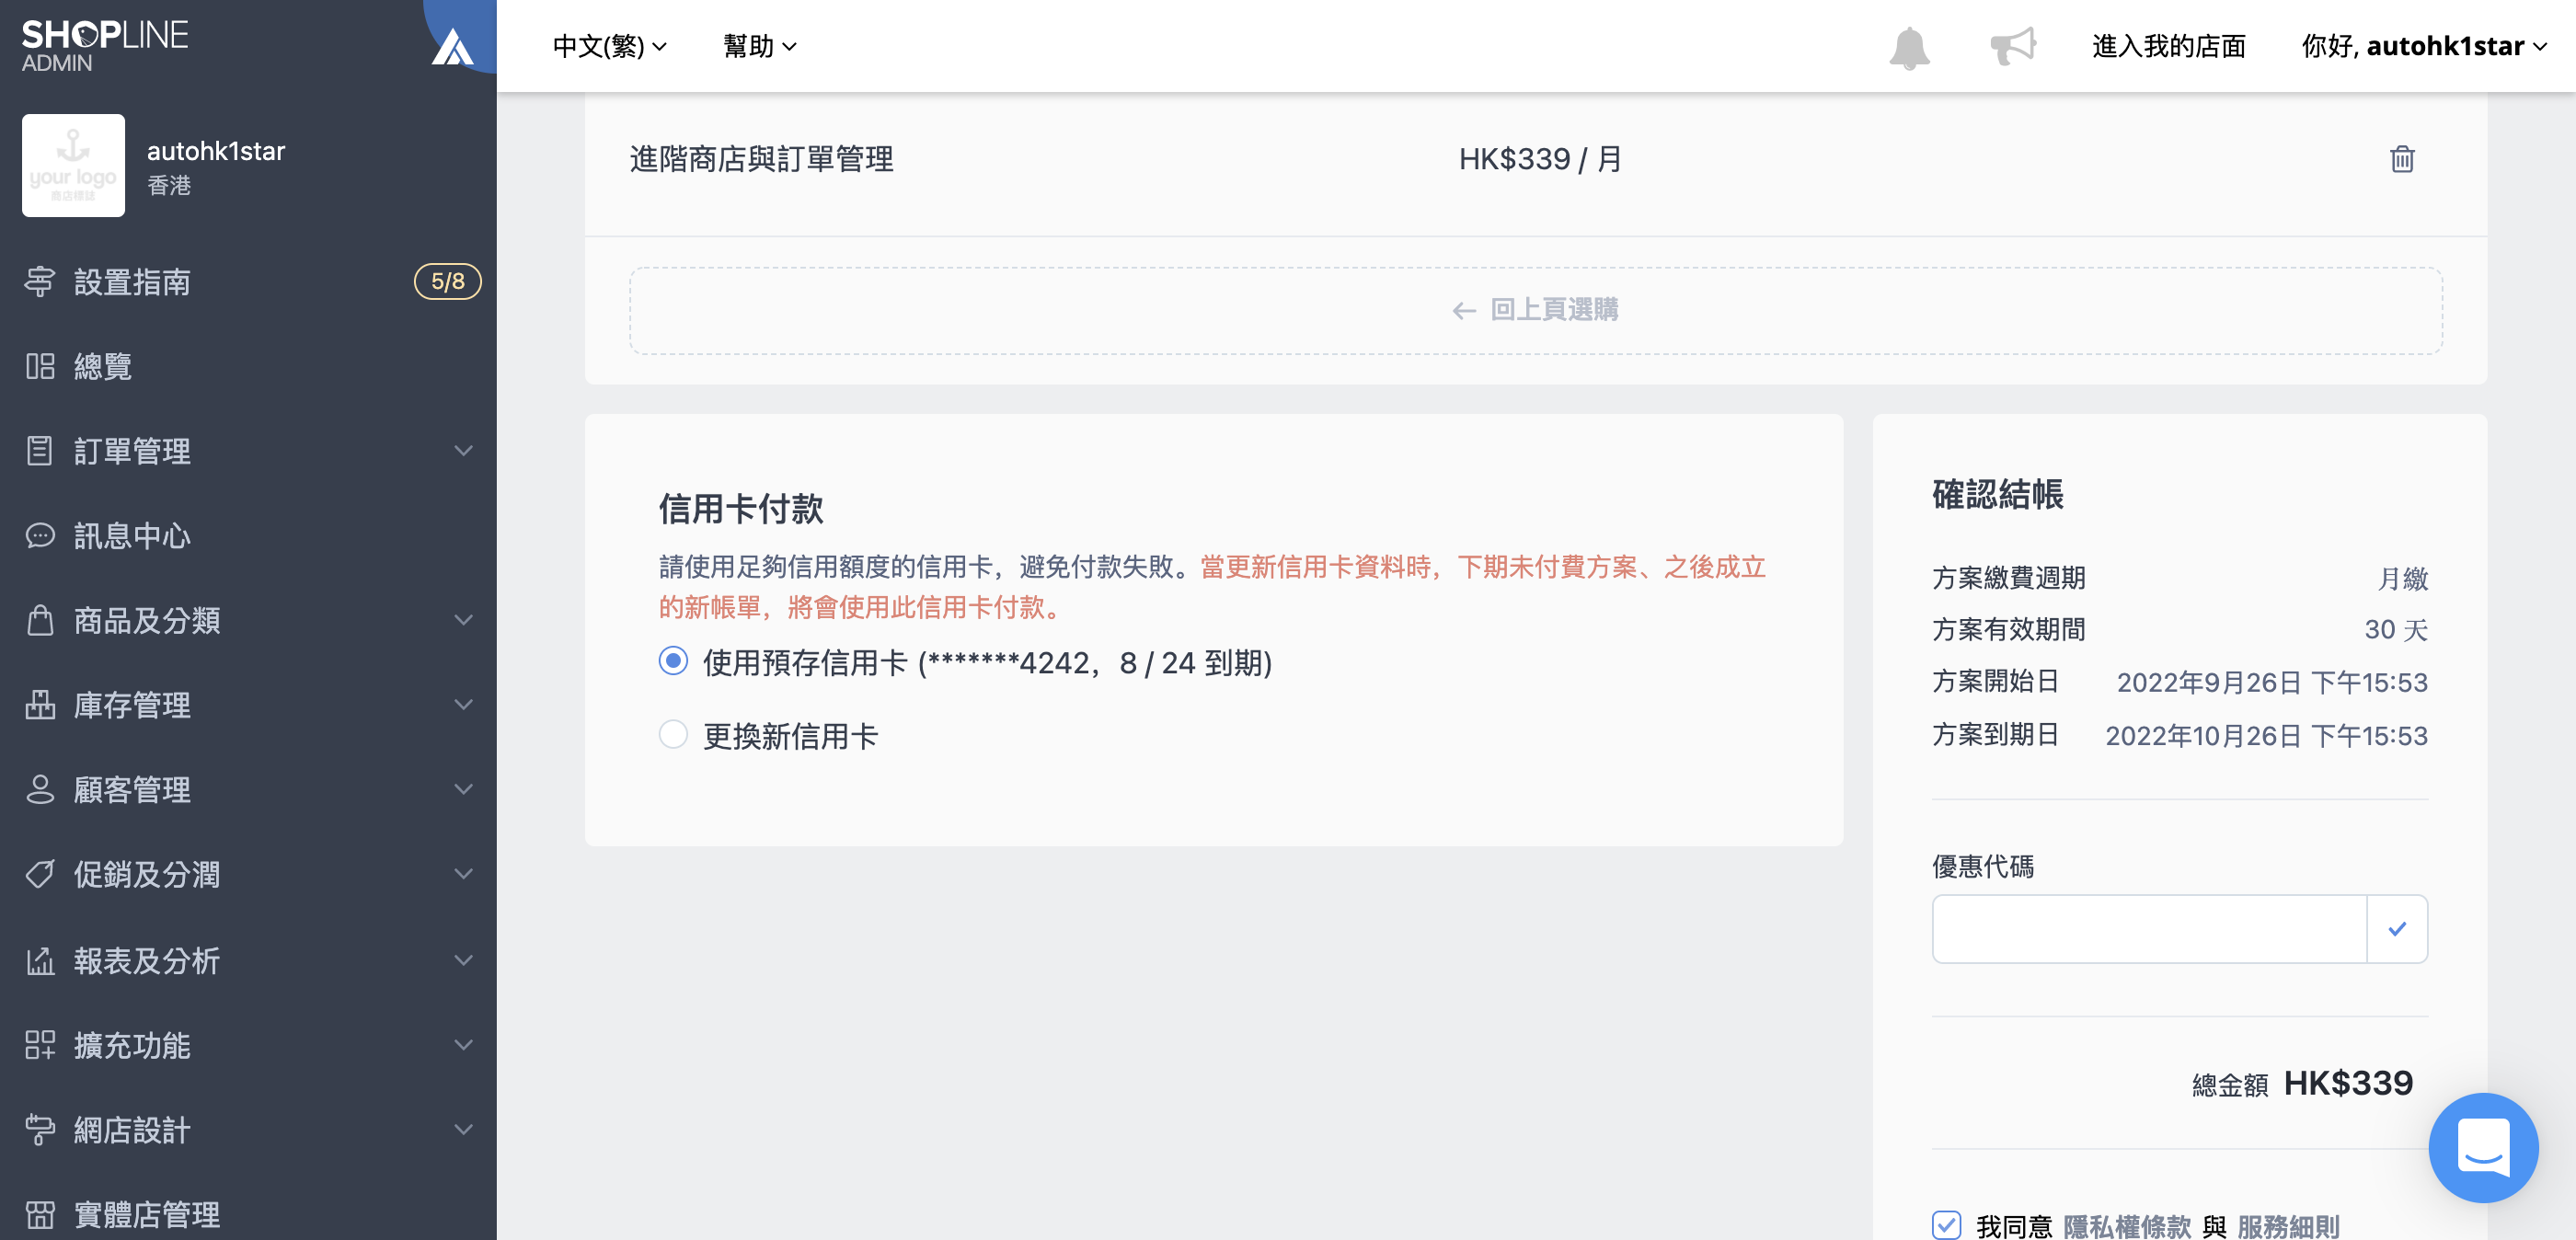 SHOPLINE
ADMIN
中文(繁)
幫助
進入我的店面
你好, autohk1star
your logo
商店標誌
autohk1star
香港
設置指南
5/8
總覽
訂單管理
訊息中心
商品及分類
庫存管理
顧客管理
促銷及分潤
報表及分析
擴充功能
網店設計
實體店管理
進階商店與訂單管理
HK$339 / 月
← 回上頁選購
信用卡付款
請使用足夠信用額度的信用卡，避免付款失敗。當更新信用卡資料時，下期未付費方案、之後成立
的新帳單，將會使用此信用卡付款。
使用預存信用卡 (*******4242，8 / 24 到期)
更換新信用卡
確認結帳
方案繳費週期 月繳
方案有效期間 30 天
方案開始日 2022年9月26日 下午15:53
方案到期日 2022年10月26日 下午15:53
優惠代碼
總金額 HK$339
我同意 隱私權條款 與 服務細則